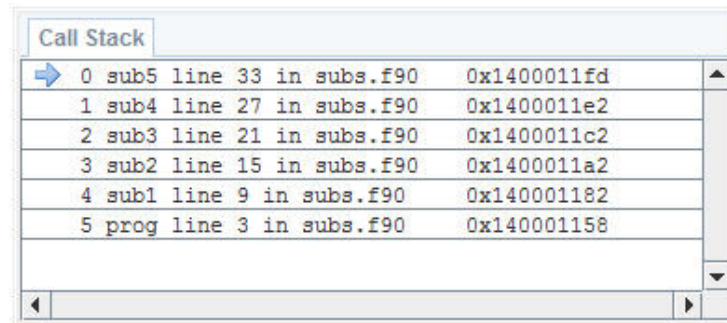 Call Stack
0 sub5 line 33 in subs.f90 0x1400011fd
1 sub4 line 27 in subs.f90 0x1400011e2
2 sub3 line 21 in subs.f90 0x1400011c2
3 sub2 line 15 in subs.f90 0x1400011a2
4 sub1 line 9 in subs.f90 0x140001182
5 prog line 3 in subs.f90 0x140001158